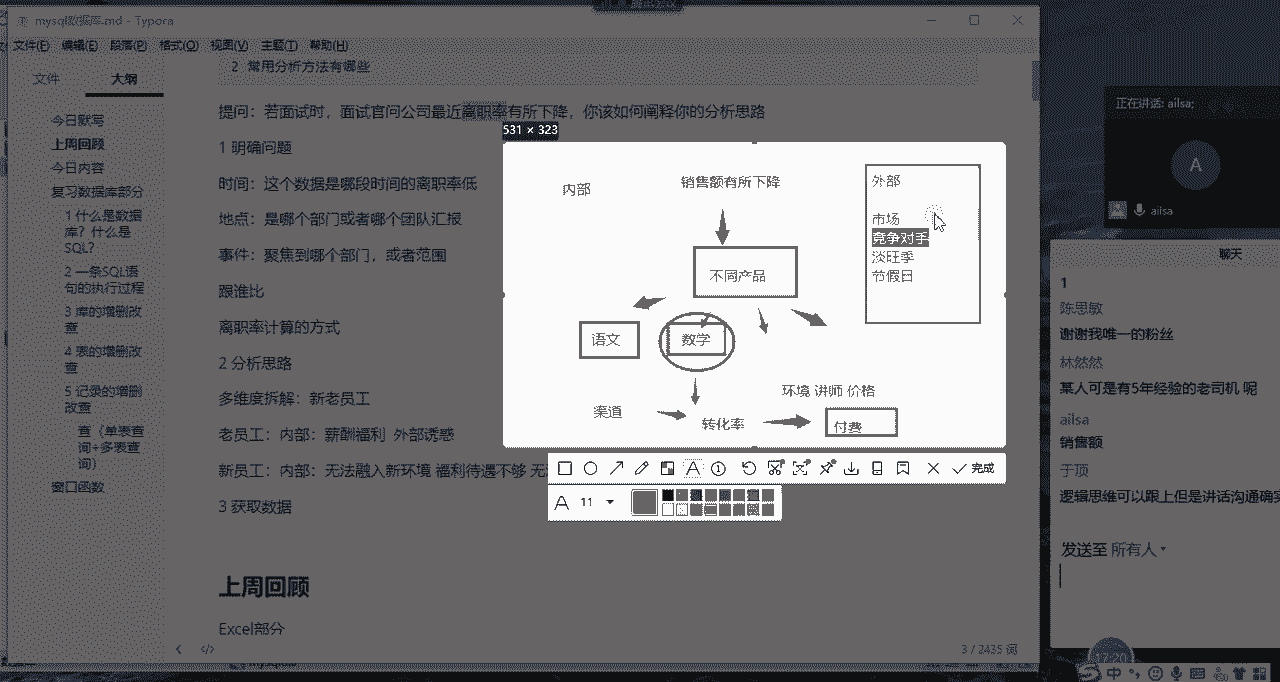 mysql数据库.md - Typora
文件(F) 编辑(E) 段落(P) 格式(O) 视图(V) 主题(T) 帮助(H)
文件 大纲
今日默写
上周回顾
今日内容
复习数据库部分
1 什么是数据
库？什么是
SQL？
2 一条SQL语
句的执行过程
3 库的增删改
查
4 表的增删改
查
5 记录的增删
改查
查（单表查
询+多表查
询）
窗口函数
2 常用分析方法有哪些
提问：若面试时，面试官问公司最近离职率有所下降，你该如何阐释你的分析思路
1 明确问题
时间：这个数据是哪段时间的离职率低
地点：是哪个部门或者哪个团队汇报
事件：聚焦到哪个部门，或者范围
跟谁比
离职率计算的方式
2 分析思路
多维度拆解：新老员工
老员工：内部：薪酬福利 外部诱惑
新员工：内部：无法融入新环境 福利待遇不够 无
3 获取数据
上周回顾
Excel部分
3 / 2435 词
531 × 323
内部
销售额有所下降
不同产品
语文
数学
渠道
转化率
环境 讲师 价格
付费
外部
市场
竞争对手
淡旺季
节假日
A 11
完成
正在讲话: ailsa;
A
ailsa
聊天
1
陈思敏
谢谢我唯一的粉丝
林然然
某人可是有5年经验的老司机 呢
ailsa
销售额
于顶
逻辑思维可以跟上但是讲话沟通确实
发送至 所有人
17:20
中